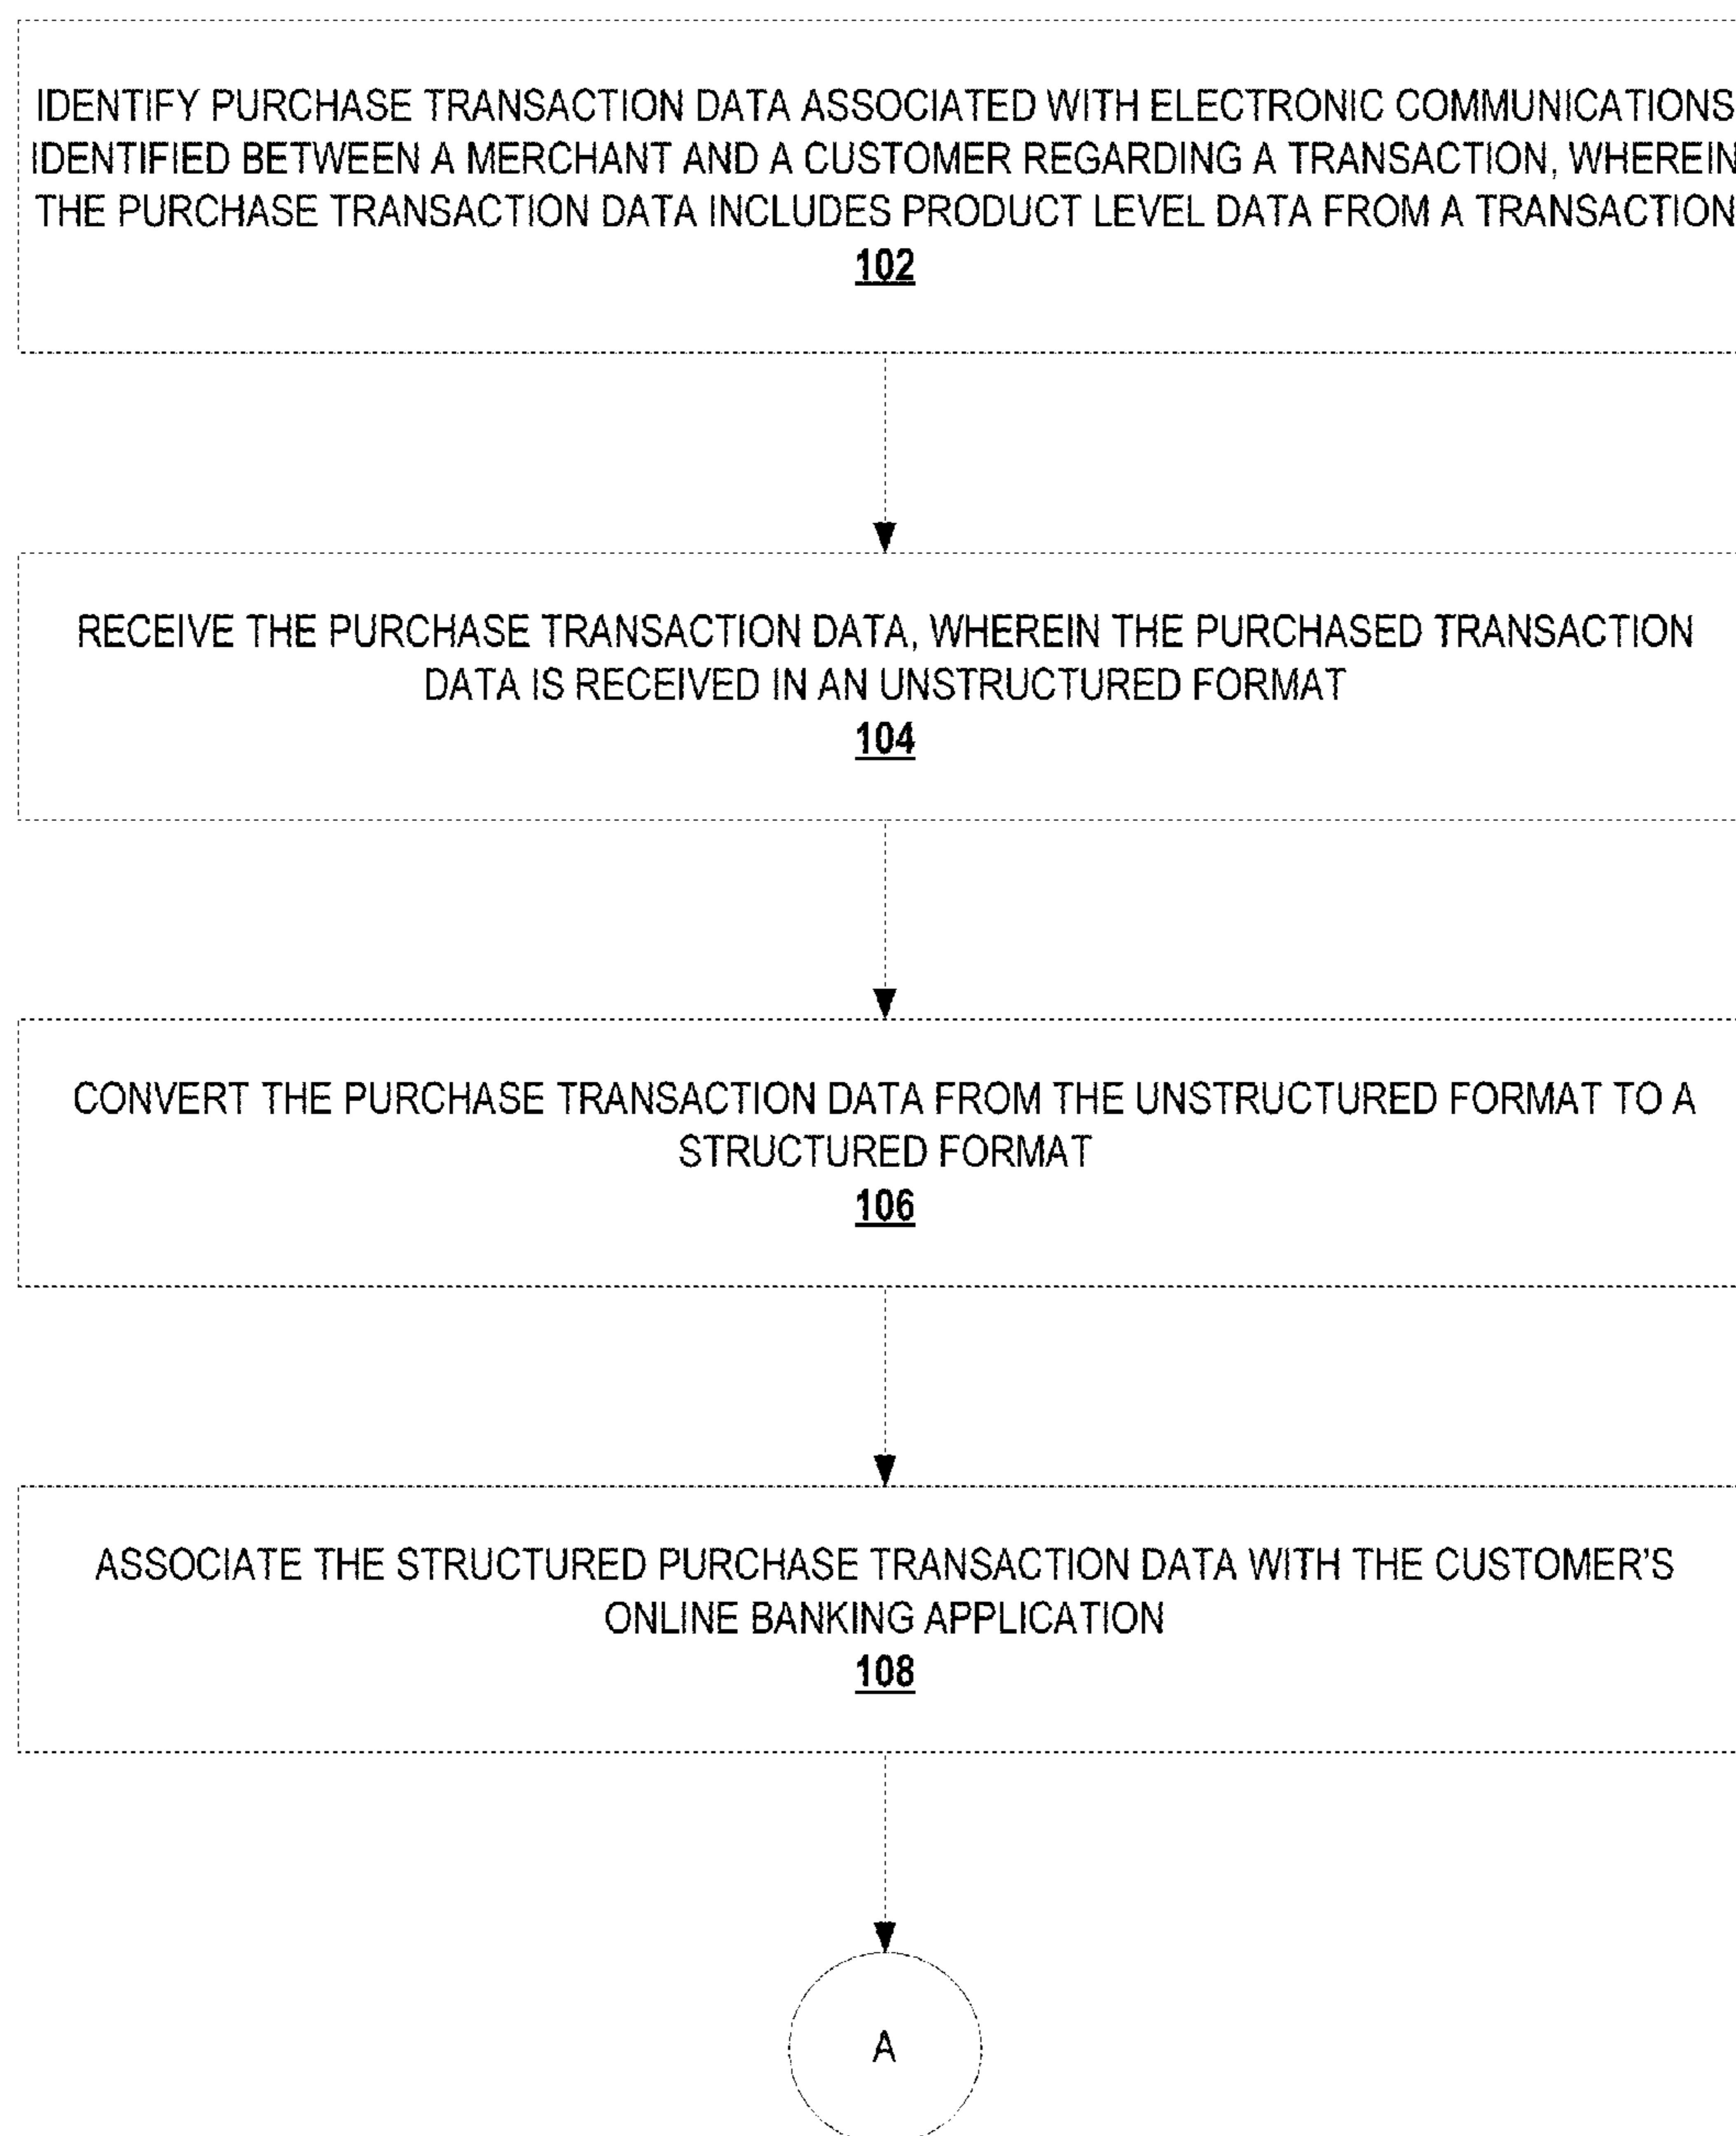 IDENTIFY PURCHASE TRANSACTION DATA ASSOCIATED WITH ELECTRONIC COMMUNICATIONS
IDENTIFIED BETWEEN A MERCHANT AND A CUSTOMER REGARDING A TRANSACTION, WHEREIN
THE PURCHASE TRANSACTION DATA INCLUDES PRODUCT LEVEL DATA FROM A TRANSACTION
102
RECEIVE THE PURCHASE TRANSACTION DATA, WHEREIN THE PURCHASED TRANSACTION
DATA IS RECEIVED IN AN UNSTRUCTURED FORMAT
104
CONVERT THE PURCHASE TRANSACTION DATA FROM THE UNSTRUCTURED FORMAT TO A
STRUCTURED FORMAT
106
ASSOCIATE THE STRUCTURED PURCHASE TRANSACTION DATA WITH THE CUSTOMER'S
ONLINE BANKING APPLICATION
108
A